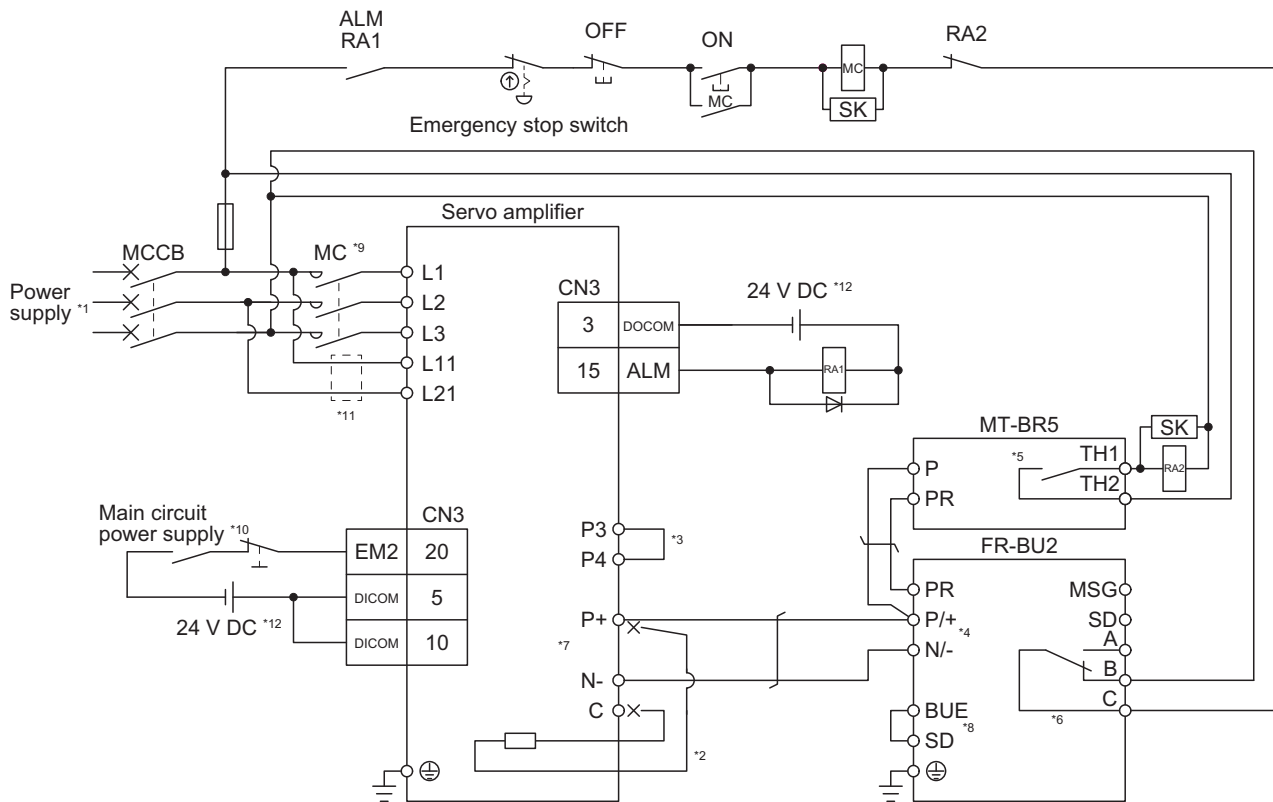 ALM
RA1
OFF
ON
RA2
MC
MC
SK
Emergency stop switch
Servo amplifier
MCCB
MC *9
Power
supply *1
L1
L2
L3
L11
L21
*11
CN3
3 DOCOM
15 ALM
24 V DC *12
RA1
MT-BR5
P
PR
*5
TH1
TH2
SK
RA2
Main circuit
power supply *10
CN3
EM2 20
DICOM 5
DICOM 10
24 V DC *12
P3
P4
*3
P+
*7
N-
C
*2
FR-BU2
PR
P/+
*4
N/-
BUE
*8
SD
MSG
SD
A
B
C
*6